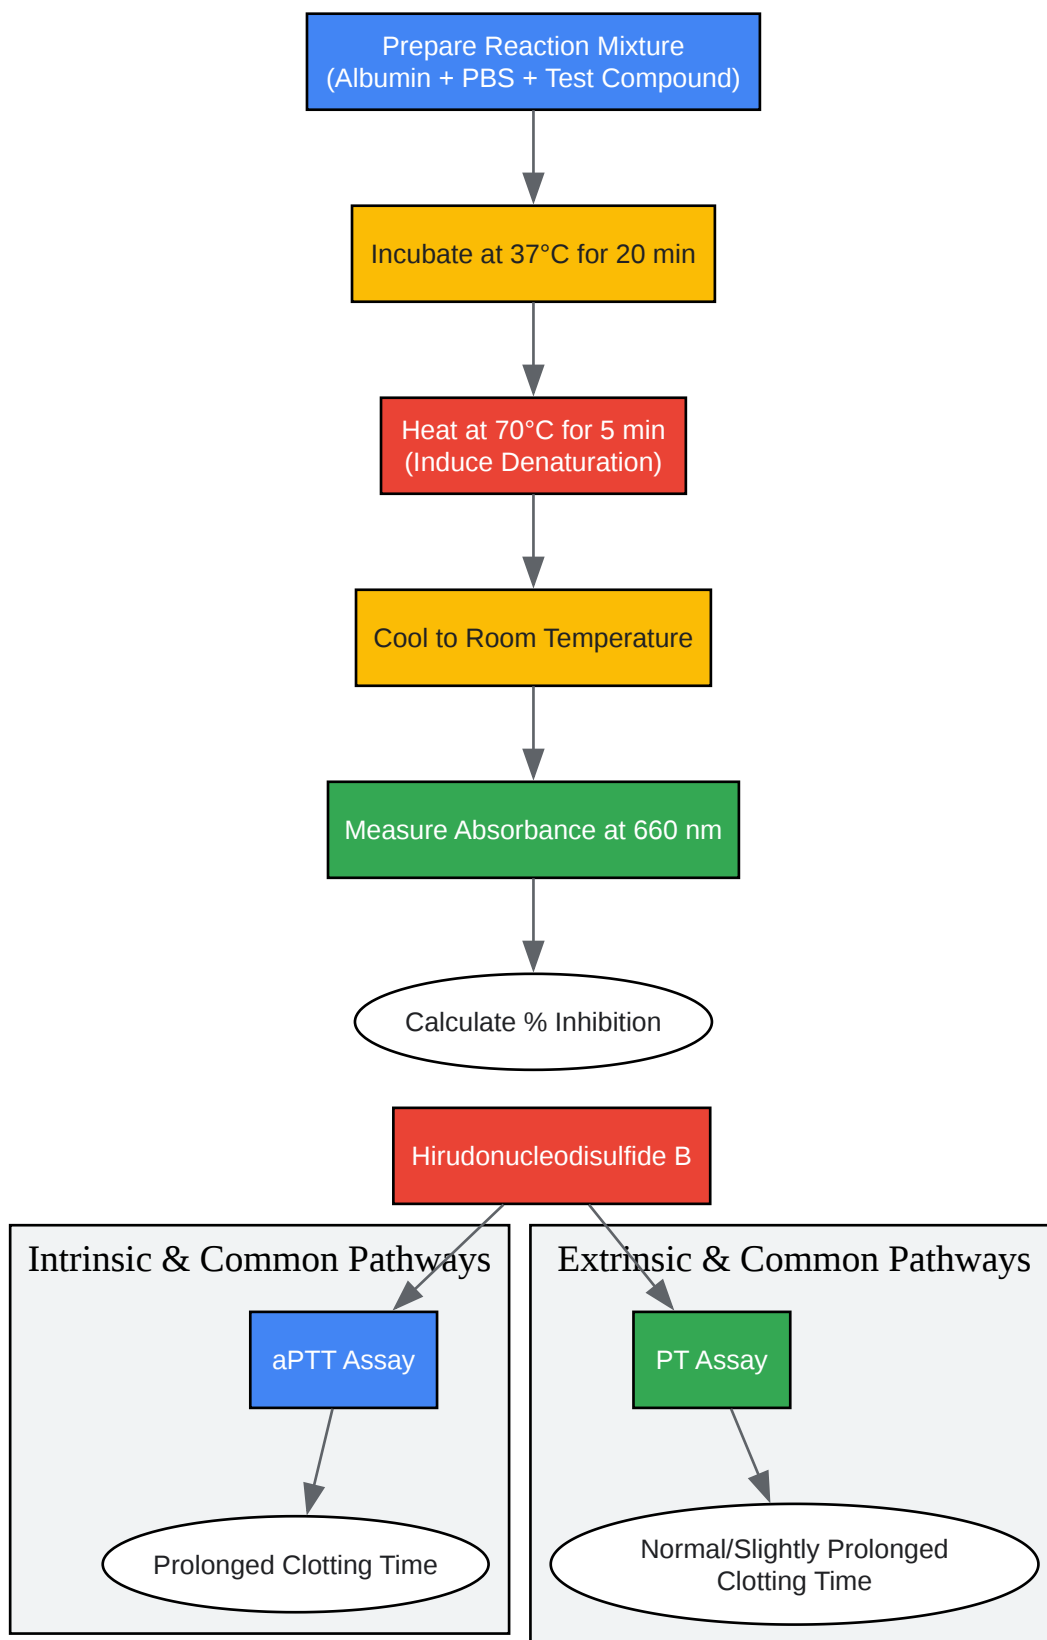 Prepare Reaction Mixture
(Albumin + PBS + Test Compound)
Incubate at 37°C for 20 min
Heat at 70°C for 5 min
(Induce Denaturation)
Cool to Room Temperature
Measure Absorbance at 660 nm
Calculate % Inhibition
Hirudonucleodisulfide B
Intrinsic & Common Pathways
Extrinsic & Common Pathways
aPTT Assay
PT Assay
Prolonged Clotting Time
Normal/Slightly Prolonged
Clotting Time